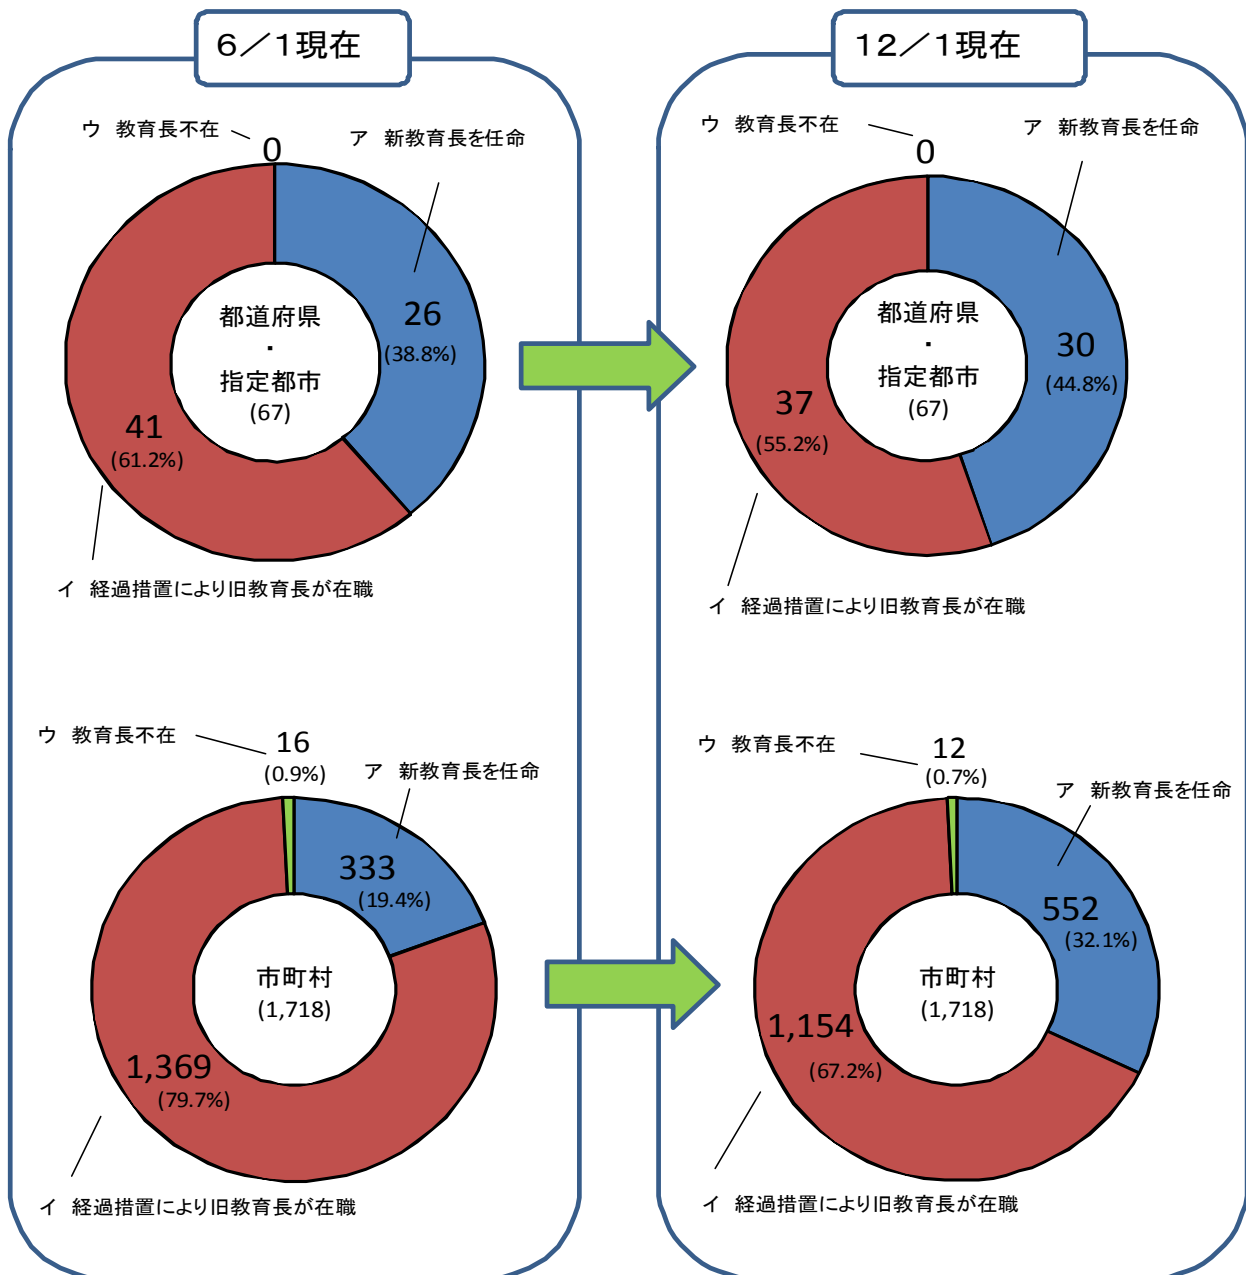 6／1現在
ウ 教育長不在
0
ア 新教育長を任命
都道府県
・
指定都市
(67)
26
(38.8%)
41
(61.2%)
イ 経過措置により旧教育長が在職
ウ 教育長不在
16
(0.9%)
ア 新教育長を任命
333
(19.4%)
市町村
(1,718)
1,369
(79.7%)
イ 経過措置により旧教育長が在職
12／1現在
ウ 教育長不在
0
ア 新教育長を任命
都道府県
・
指定都市
(67)
30
(44.8%)
37
(55.2%)
イ 経過措置により旧教育長が在職
ウ 教育長不在
12
(0.7%)
ア 新教育長を任命
552
(32.1%)
市町村
(1,718)
1,154
(67.2%)
イ 経過措置により旧教育長が在職